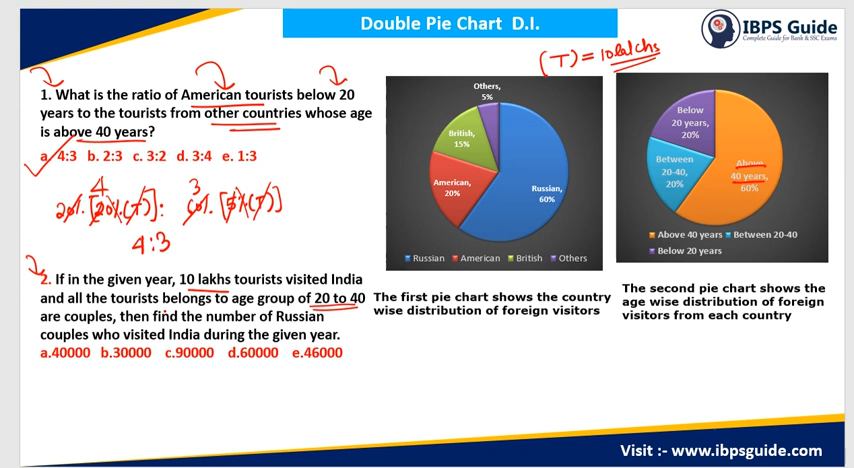 Double Pie Chart D.I.
IBPS Guide
Complete Guide for Bank & SSC Exams
(T) = 10 lakhs
1. What is the ratio of American tourists below 20
years to the tourists from other countries whose age
is above 40 years?
a. 4:3 b. 2:3 c. 3:2 d. 3:4 e. 1:3
4 3
20%. [20%.(T)] : 60%. [5%(T)]
4:3
2. If in the given year, 10 lakhs tourists visited India
and all the tourists belongs to age group of 20 to 40
are couples, then find the number of Russian
couples who visited India during the given year.
a.40000 b.30000 c.90000 d.60000 e.46000
Others,
5%
British,
15%
American,
20%
Russian,
60%
Russian American British Others
The first pie chart shows the country
wise distribution of foreign visitors
Below
20 years,
20%
Between
20-40,
20%
Above
40 years,
60%
Above 40 years Between 20-40
Below 20 years
The second pie chart shows the
age wise distribution of foreign
visitors from each country
Visit :- www.ibpsguide.com